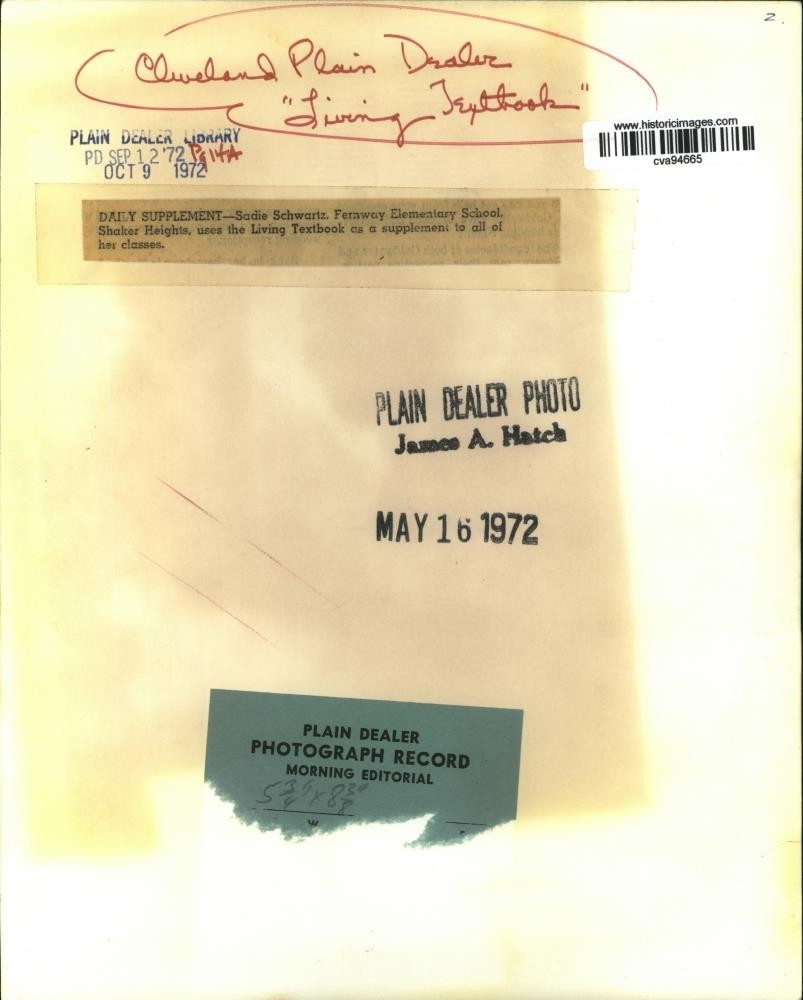 2.
Cleveland Plain Dealer
"Living Textbook"
www.historicimages.com
cva94665
PLAIN DEALER LIBRARY
PD SEP 12 '72 Pg 14A
OCT 9 1972
DAILY SUPPLEMENT—Sadie Schwartz, Fernway Elementary School,
Shaker Heights, uses the Living Textbook as a supplement to all of
her classes.
PLAIN DEALER PHOTO
James A. Hatch
MAY 16 1972
PLAIN DEALER
PHOTOGRAPH RECORD
MORNING EDITORIAL
W